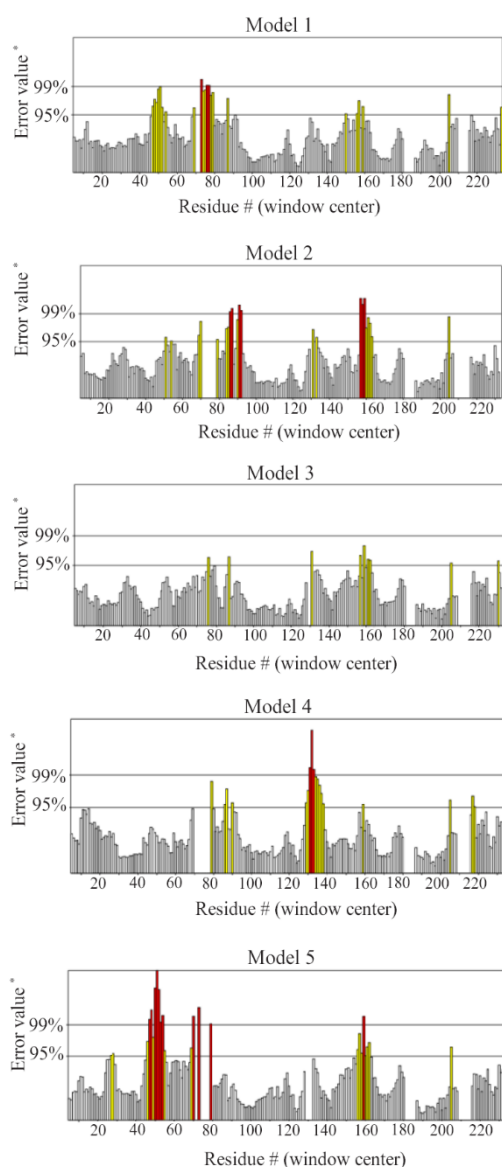 Model 1
Error value *
99%
95%
20 40 60 80 100 120 140 160 180 200 220
Residue # (window center)
Model 2
Error value *
99%
95%
20 40 60 80 100 120 140 160 180 200 220
Residue # (window center)
Model 3
Error value *
99%
95%
20 40 60 80 100 120 140 160 180 200 220
Residue # (window center)
Model 4
Error value *
99%
95%
20 40 60 80 100 120 140 160 180 200 220
Residue # (window center)
Model 5
Error value *
99%
95%
20 40 60 80 100 120 140 160 180 200 220
Residue # (window center)